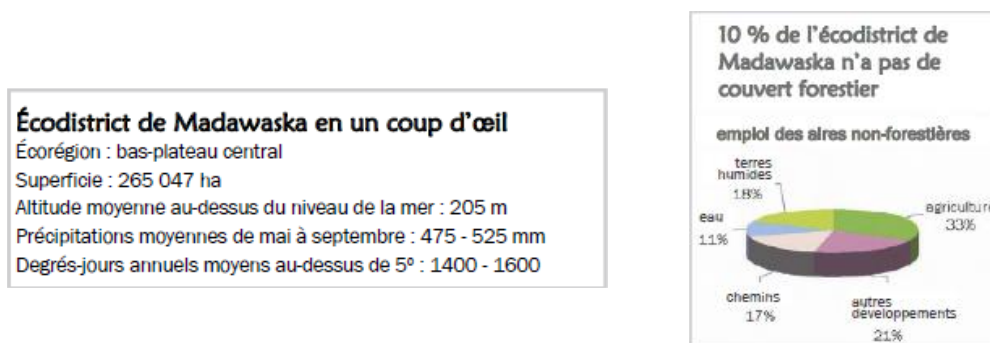 Écodistrict de Madawaska en un coup d'œil
Écorégion : bas-plateau central
Superficie : 265 047 ha
Altitude moyenne au-dessus du niveau de la mer : 205 m
Précipitations moyennes de mai à septembre : 475 - 525 mm
Degrés-jours annuels moyens au-dessus de 5º : 1400 - 1600
10 % de l'écodistrict de
Madawaska n'a pas de
couvert forestier
emploi des aires non-forestières
terres
humides
18%
eau
11%
agriculture
33%
chemins
17%
autres
développements
21%